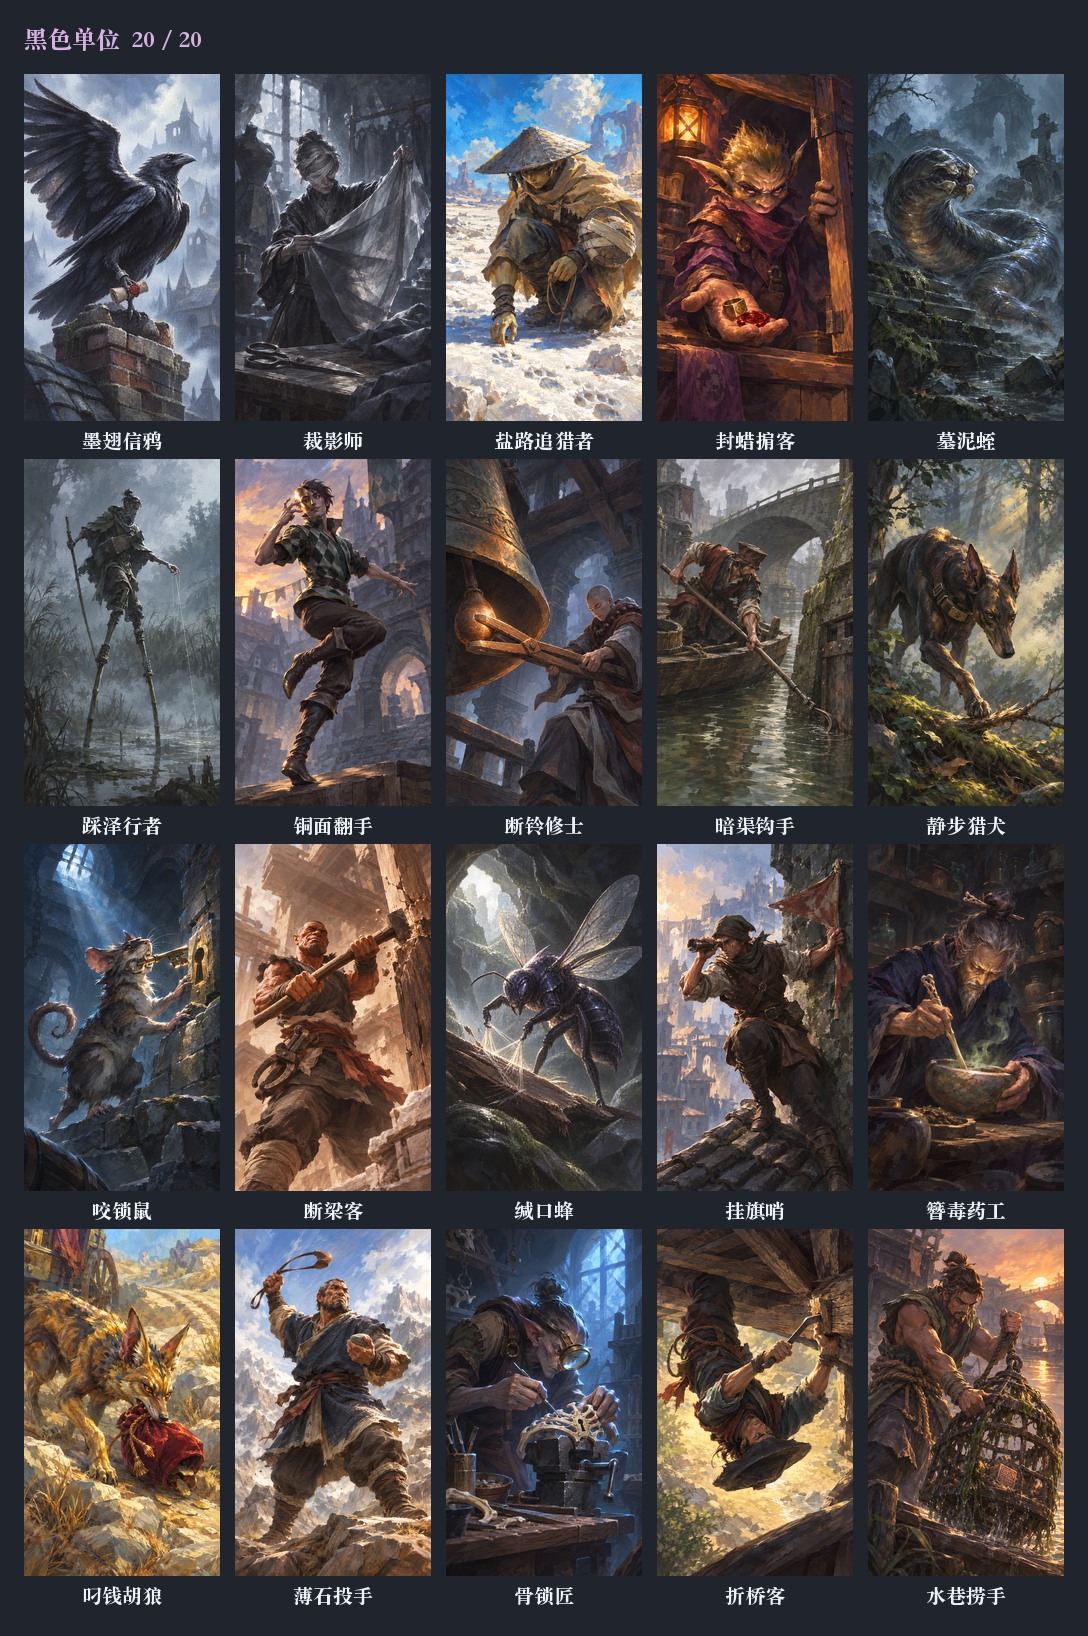 黑色单位 20 / 20
墨翅信鸦
裁影师
盐路追猎者
封蜡掮客
墓泥蛭
踩泽行者
铜面翻手
断铃修士
暗渠钩手
静步猎犬
咬锁鼠
断梁客
缄口蜂
挂旗哨
簪毒药工
叼钱胡狼
薄石投手
骨锁匠
折桥客
水巷捞手